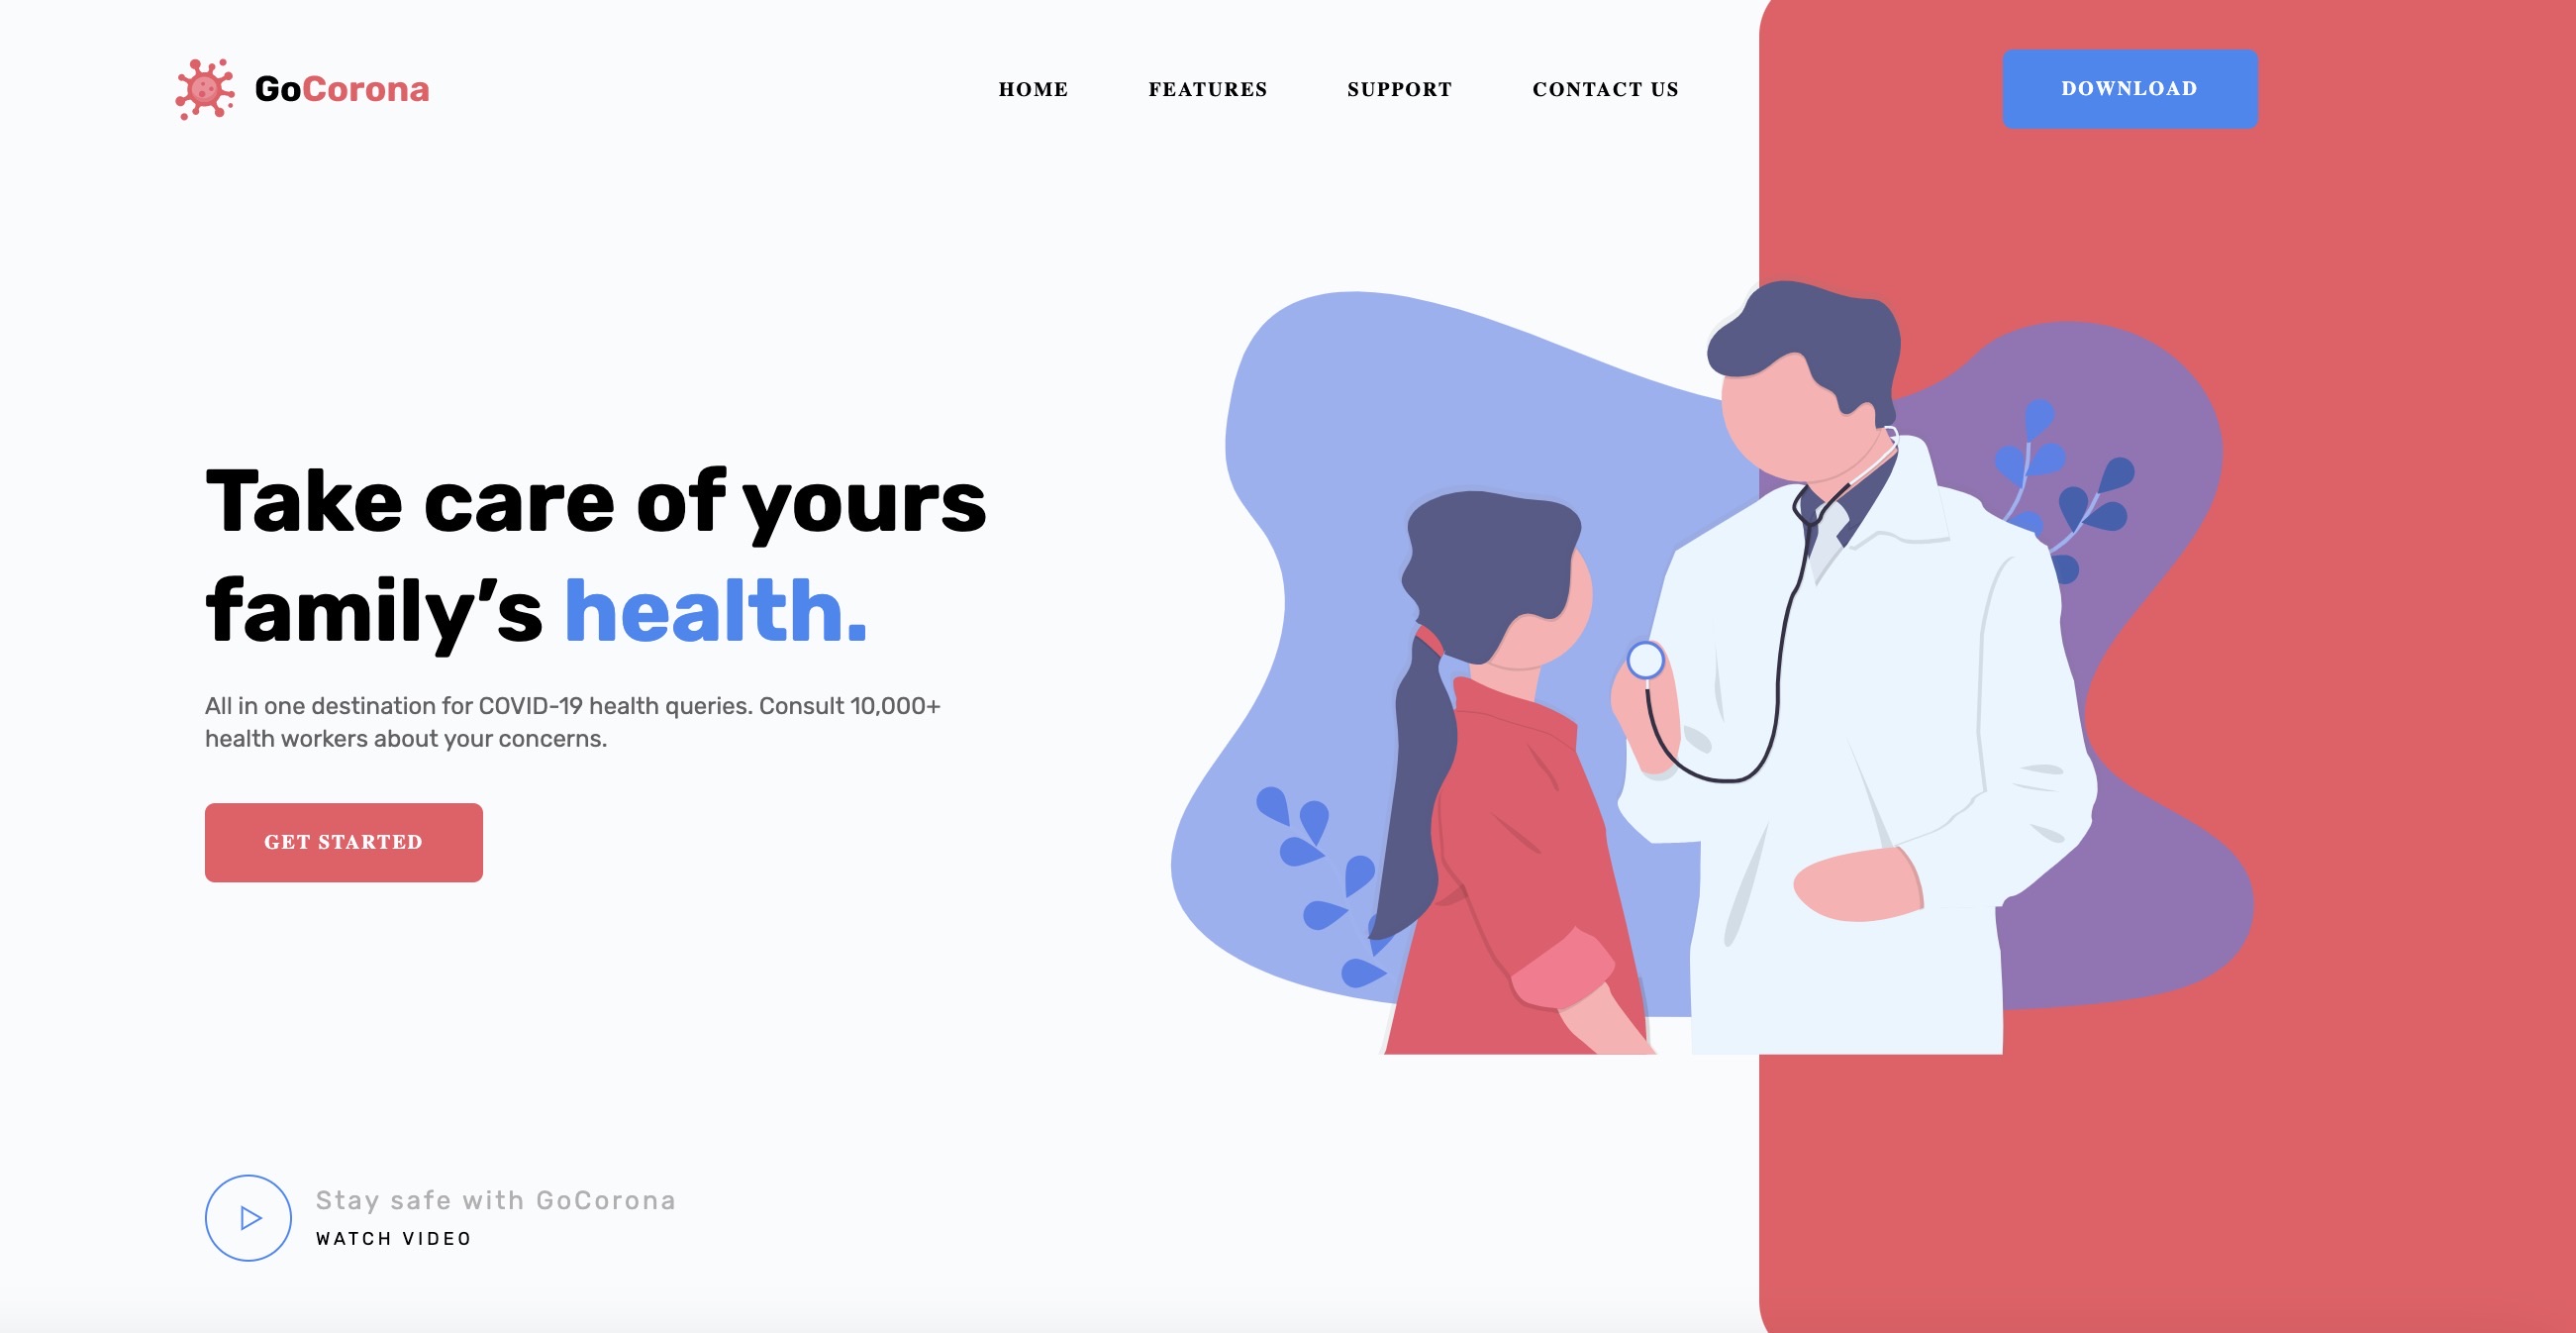 GoCorona
HOME
FEATURES
SUPPORT
CONTACT US
DOWNLOAD
Take care of yours
family’s health.
All in one destination for COVID-19 health queries. Consult 10,000+
health workers about your concerns.
GET STARTED
Stay safe with GoCorona
WATCH VIDEO